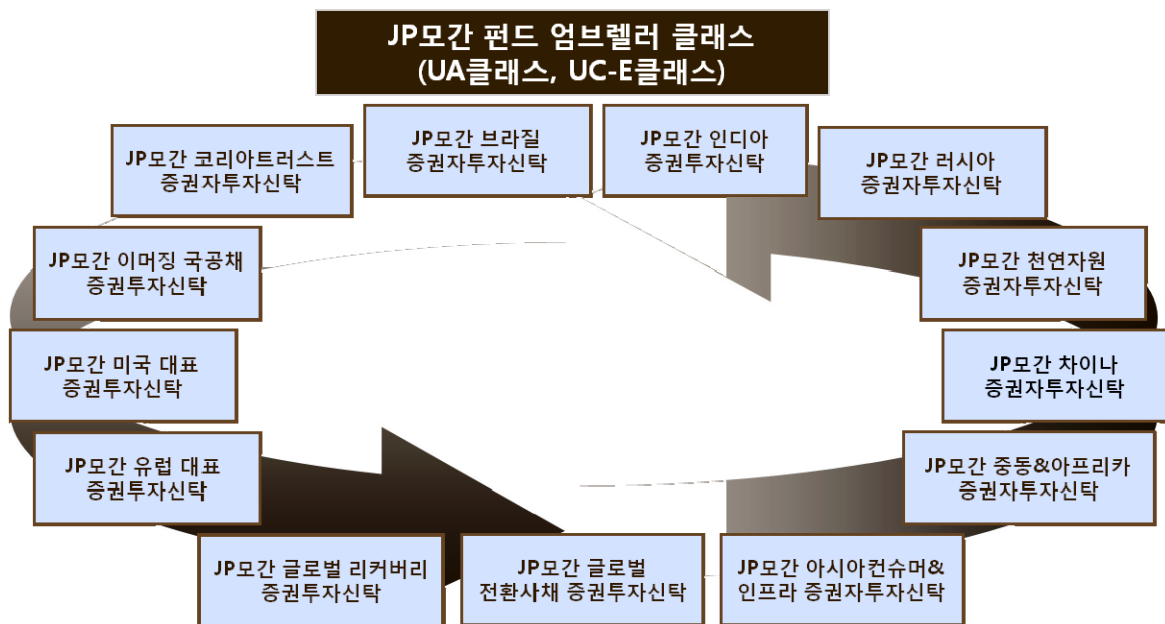 JP모간 펀드 엄브렐러 클래스
(UA클래스, UC-E클래스)
JP모간 코리아트러스트
증권자투자신탁
JP모간 브라질
증권자투자신탁
JP모간 인디아
증권투자신탁
JP모간 러시아
증권자투자신탁
JP모간 이머징 국공채
증권투자신탁
JP모간 천연자원
증권자투자신탁
JP모간 미국 대표
증권투자신탁
JP모간 차이나
증권자투자신탁
JP모간 유럽 대표
증권투자신탁
JP모간 중동&아프리카
증권자투자신탁
JP모간 글로벌 리커버리
증권투자신탁
JP모간 글로벌
전환사채 증권투자신탁
JP모간 아시아컨슈머&
인프라 증권자투자신탁